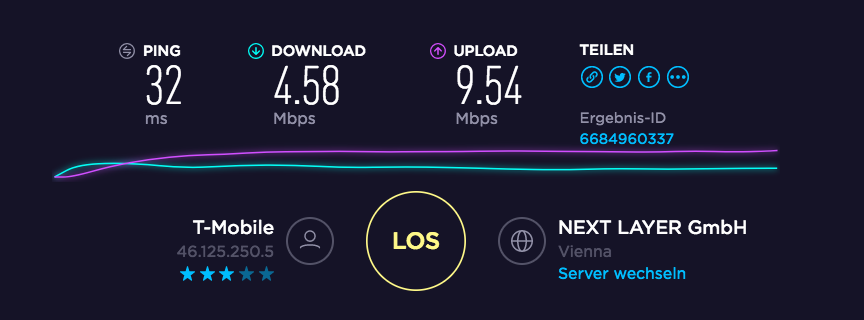 PING
32
ms
DOWNLOAD
4.58
Mbps
UPLOAD
9.54
Mbps
TEILEN
Ergebnis-ID
6684960337
T-Mobile
46.125.250.5
LOS
NEXT LAYER GmbH
Vienna
Server wechseln